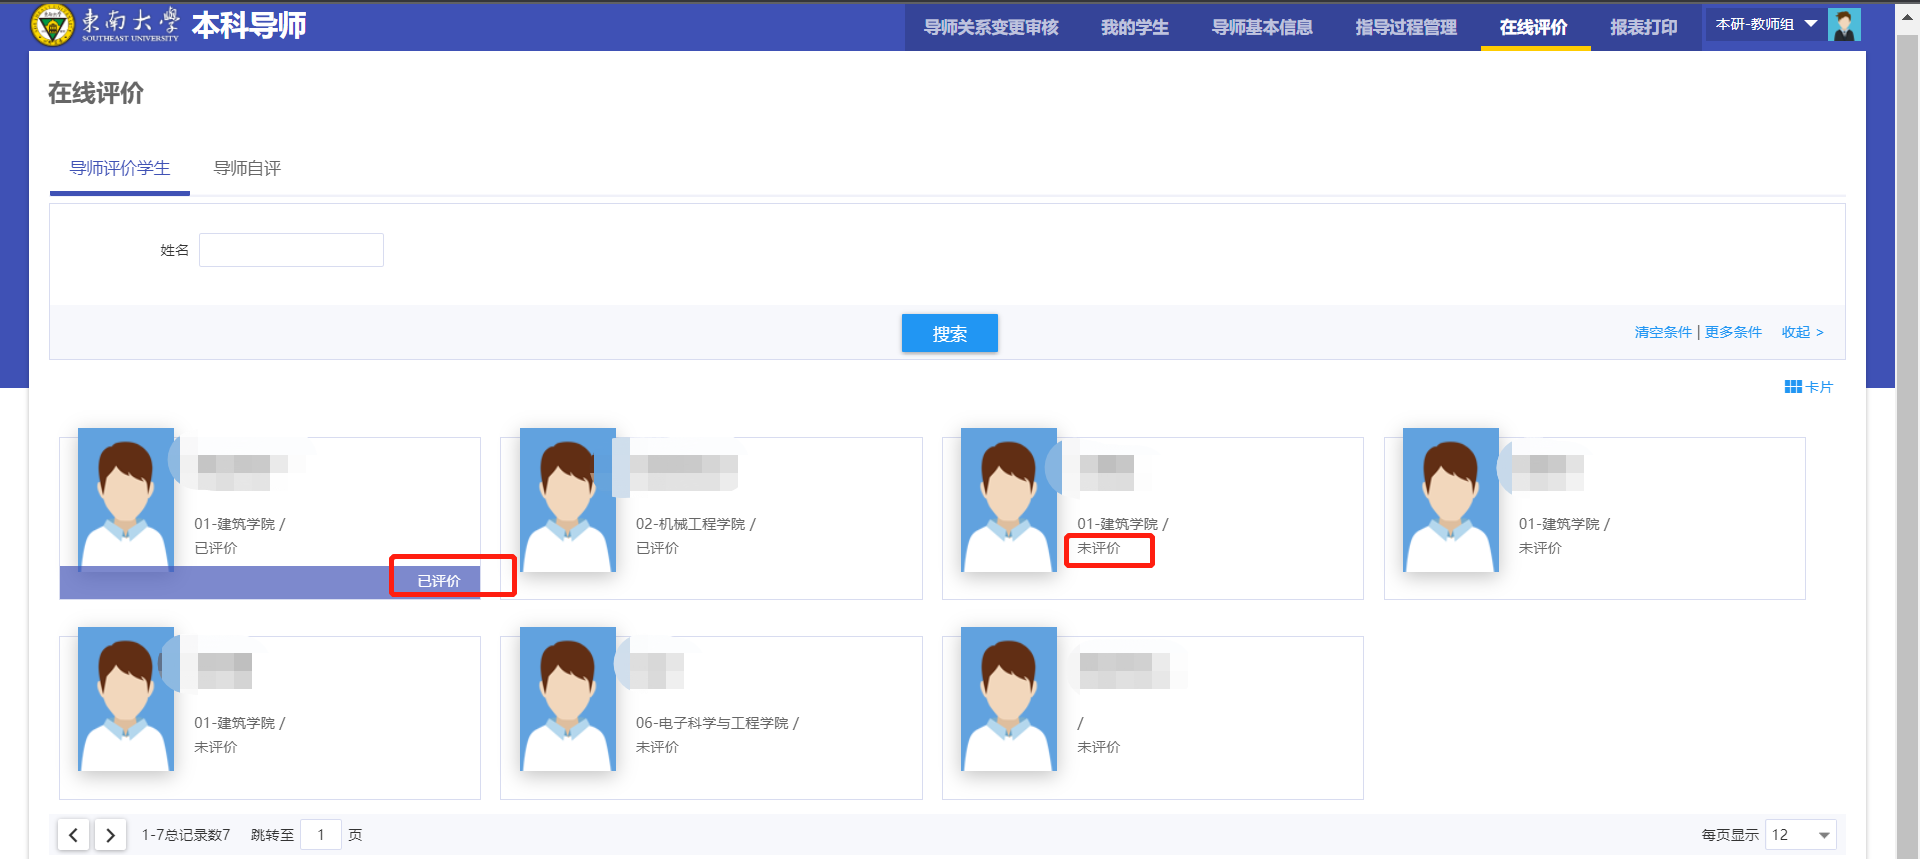 東南大學
SOUTHEAST UNIVERSITY
本科导师
导师关系变更审核
我的学生
导师基本信息
指导过程管理
在线评价
报表打印
本研-教师组
在线评价
导师评价学生
导师自评
姓名
搜索
清空条件 | 更多条件 收起 >
卡片
01-建筑学院 /
已评价
已评价
02-机械工程学院 /
已评价
01-建筑学院 /
未评价
01-建筑学院 /
未评价
01-建筑学院 /
未评价
06-电子科学与工程学院 /
未评价
/
未评价
1-7总记录数7 跳转至 1 页
每页显示 12